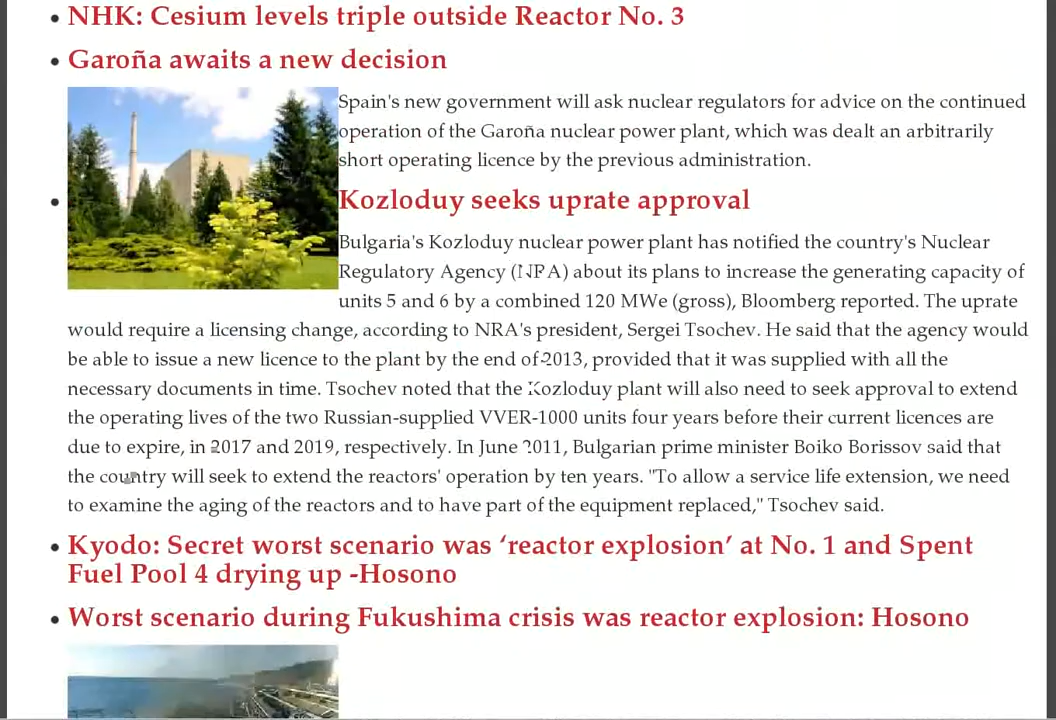 NHK: Cesium levels triple outside Reactor No. 3
Garoña awaits a new decision
Spain's new government will ask nuclear regulators for advice on the continued
operation of the Garoña nuclear power plant, which was dealt an arbitrarily
short operating licence by the previous administration.
Kozloduy seeks uprate approval
Bulgaria's Kozloduy nuclear power plant has notified the country's Nuclear
Regulatory Agency (NRA) about its plans to increase the generating capacity of
units 5 and 6 by a combined 120 MWe (gross), Bloomberg reported. The uprate
would require a licensing change, according to NRA's president, Sergei Tsochev. He said that the agency would
be able to issue a new licence to the plant by the end of 2013, provided that it was supplied with all the
necessary documents in time. Tsochev noted that the Kozloduy plant will also need to seek approval to extend
the operating lives of the two Russian-supplied VVER-1000 units four years before their current licences are
due to expire, in 2017 and 2019, respectively. In June 2011, Bulgarian prime minister Boiko Borissov said that
the country will seek to extend the reactors' operation by ten years. "To allow a service life extension, we need
to examine the aging of the reactors and to have part of the equipment replaced," Tsochev said.
Kyodo: Secret worst scenario was ‘reactor explosion’ at No. 1 and Spent
Fuel Pool 4 drying up -Hosono
Worst scenario during Fukushima crisis was reactor explosion: Hosono